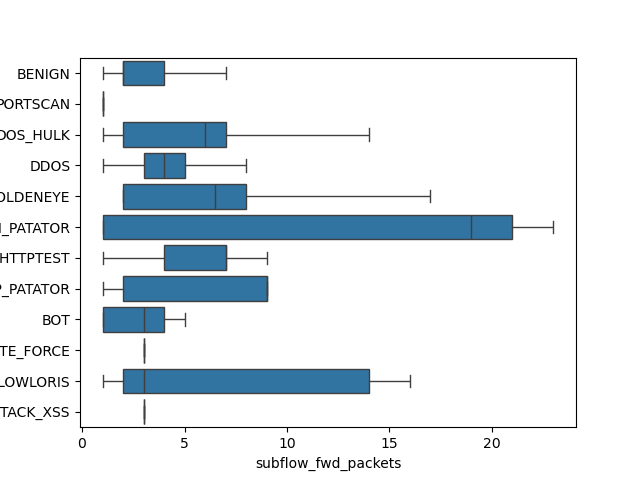 BENIGN
PORTSCAN
DOS_HULK
DDOS
OLDENEYE
_PATATOR
HTTPTEST
P_PATATOR
BOT
TE_FORCE
LOWLORIS
TACK_XSS
0 5 10 15 20
subflow_fwd_packets